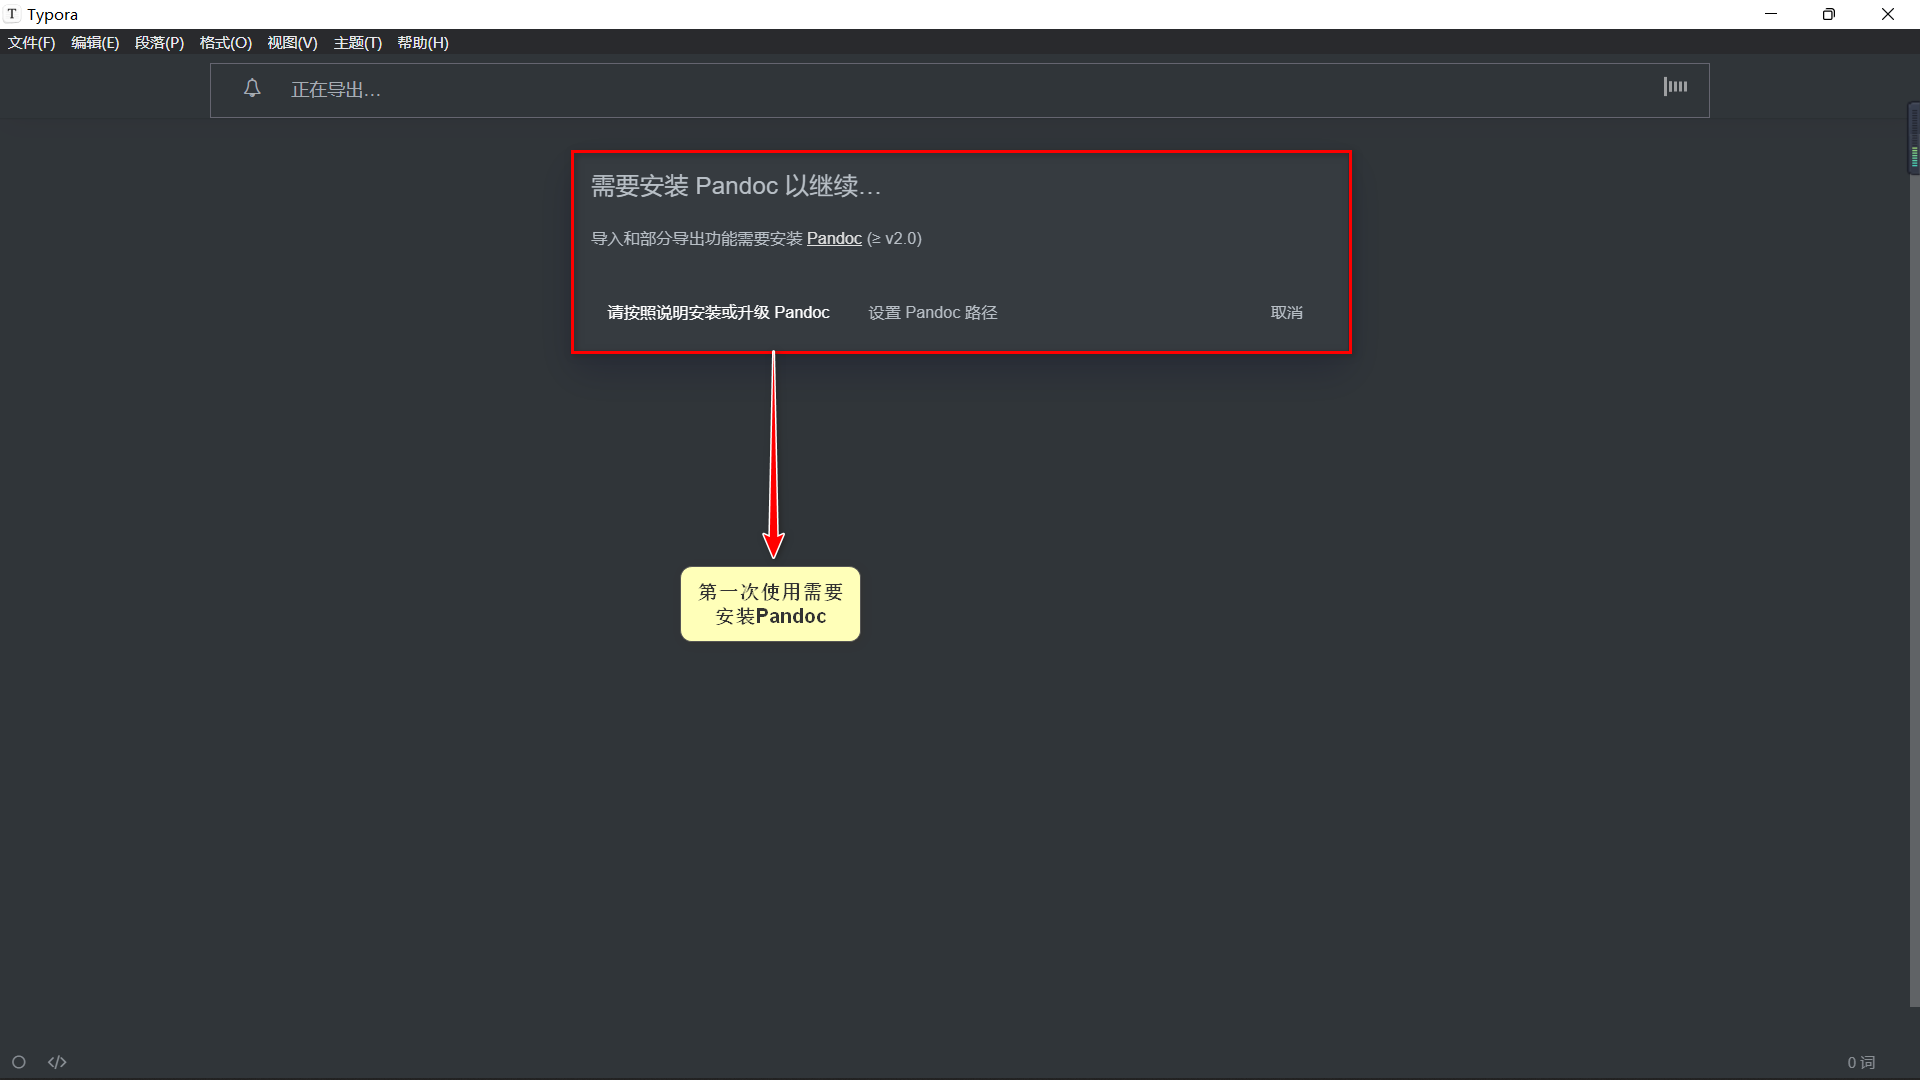 T Typora
文件(F) 编辑(E) 段落(P) 格式(O) 视图(V) 主题(T) 帮助(H)
正在导出…
需要安装 Pandoc 以继续…
导入和部分导出功能需要安装 Pandoc (≥ v2.0)
请按照说明安装或升级 Pandoc 设置 Pandoc 路径 取消
第一次使用需要
安装Pandoc
</> 0 词